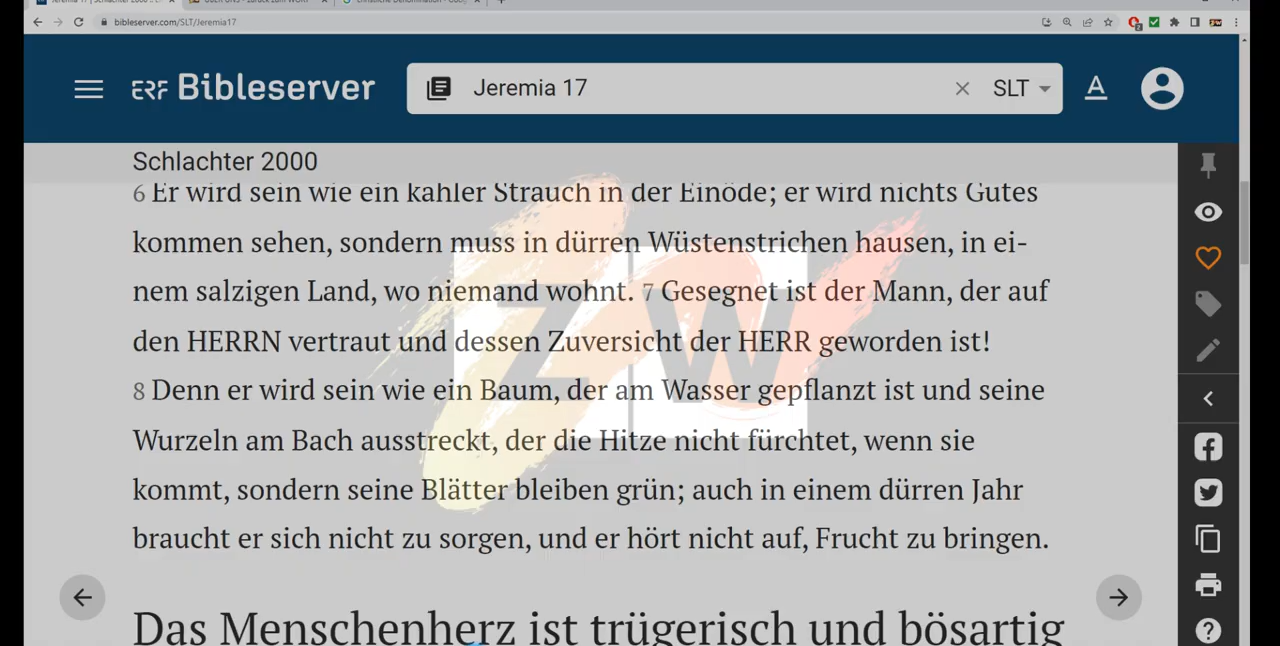 bibleserver.com/SLT/Jeremia17
ERF Bibleserver
Jeremia 17
SLT
A
Schlachter 2000
6 Er wird sein wie ein kahler Strauch in der Einöde; er wird nichts Gutes
kommen sehen, sondern muss in dürren Wüstenstrichen hausen, in ei-
nem salzigen Land, wo niemand wohnt. 7 Gesegnet ist der Mann, der auf
den HERRN vertraut und dessen Zuversicht der HERR geworden ist!
8 Denn er wird sein wie ein Baum, der am Wasser gepflanzt ist und seine
Wurzeln am Bach ausstreckt, der die Hitze nicht fürchtet, wenn sie
kommt, sondern seine Blätter bleiben grün; auch in einem dürren Jahr
braucht er sich nicht zu sorgen, und er hört nicht auf, Frucht zu bringen.
Das Menschenherz ist trügerisch und bösartig
ZW